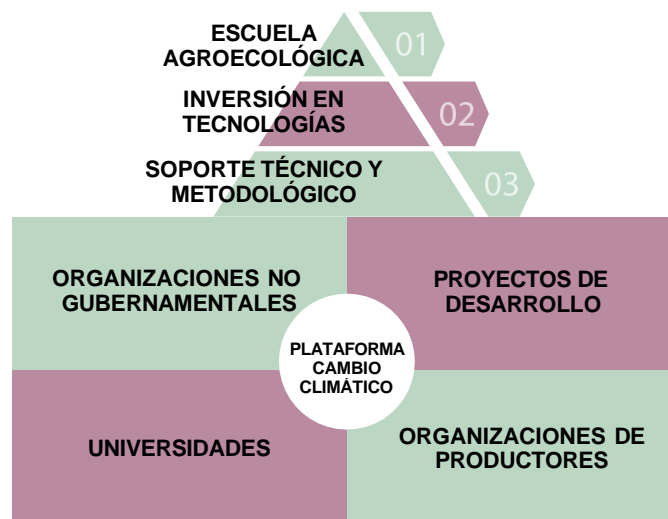 ESCUELA
AGROECOLÓGICA
01
INVERSIÓN EN
TECNOLOGÍAS
02
SOPORTE TÉCNICO Y
METODOLÓGICO
03
ORGANIZACIONES NO
GUBERNAMENTALES
PROYECTOS DE
DESARROLLO
PLATAFORMA
CAMBIO
CLIMÁTICO
UNIVERSIDADES
ORGANIZACIONES DE
PRODUCTORES